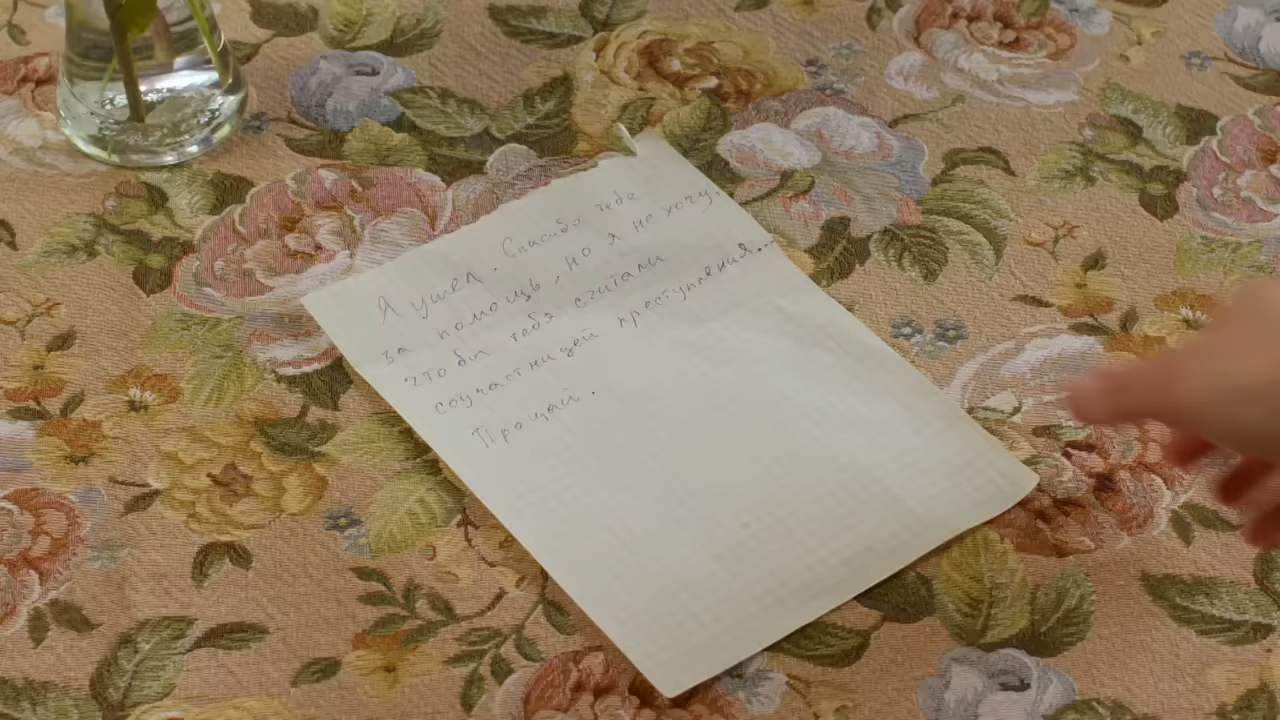 Я ушел. Спасибо тебе
за помощь, но я не хочу,
чтобы тебя считали
соучастницей преступления...
Прощай.